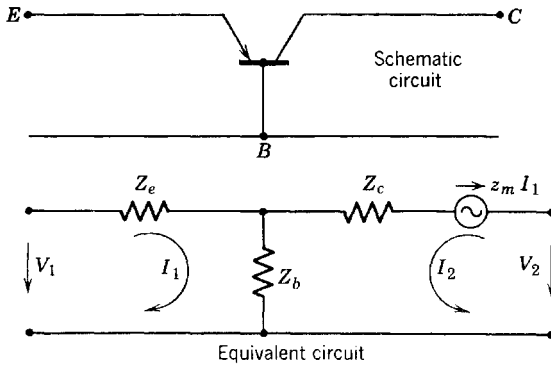 E
C
Schematic
circuit
B
Z_e
Z_c
z_m I_1
V_1
I_1
Z_b
I_2
V_2
Equivalent circuit